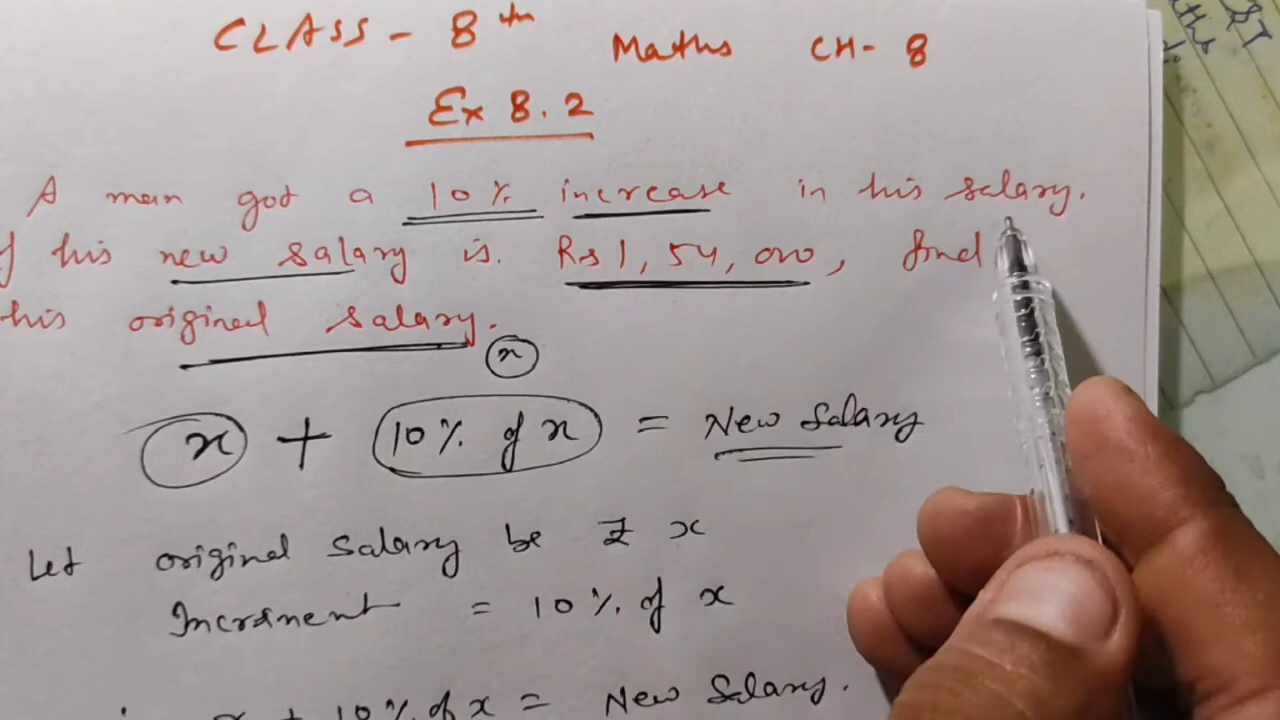 CLASS - 8th Maths CH- 8
Ex 8.2
A man got a 10% increase in his salary.
his new salary is. Rs 1, 54, 000, find
his original salary.
x
x + 10% of x = New Salary
Let original Salary be ₹ x
= 10% of x
x + 10% of x = New Salary.